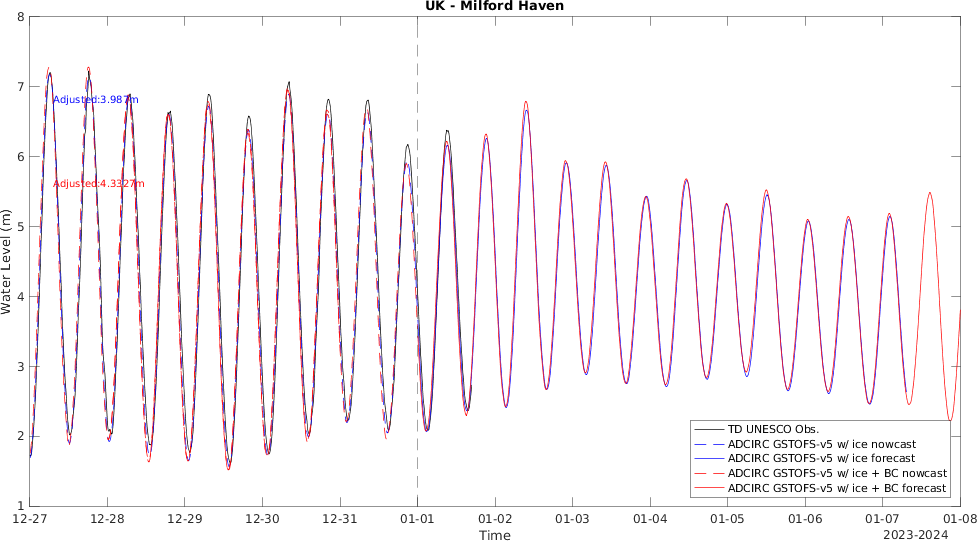 UK - Milford Haven
8
7
6
5
4
3
2
1
Water Level (m)
Adjusted:3.987m
Adjusted:4.3327m
TD UNESCO Obs.
ADCIRC GSTOFS-v5 w/ ice nowcast
ADCIRC GSTOFS-v5 w/ ice forecast
ADCIRC GSTOFS-v5 w/ ice + BC nowcast
ADCIRC GSTOFS-v5 w/ ice + BC forecast
12-27 12-28 12-29 12-30 12-31 01-01 01-02 01-03 01-04 01-05 01-06 01-07 01-08
Time
2023-2024